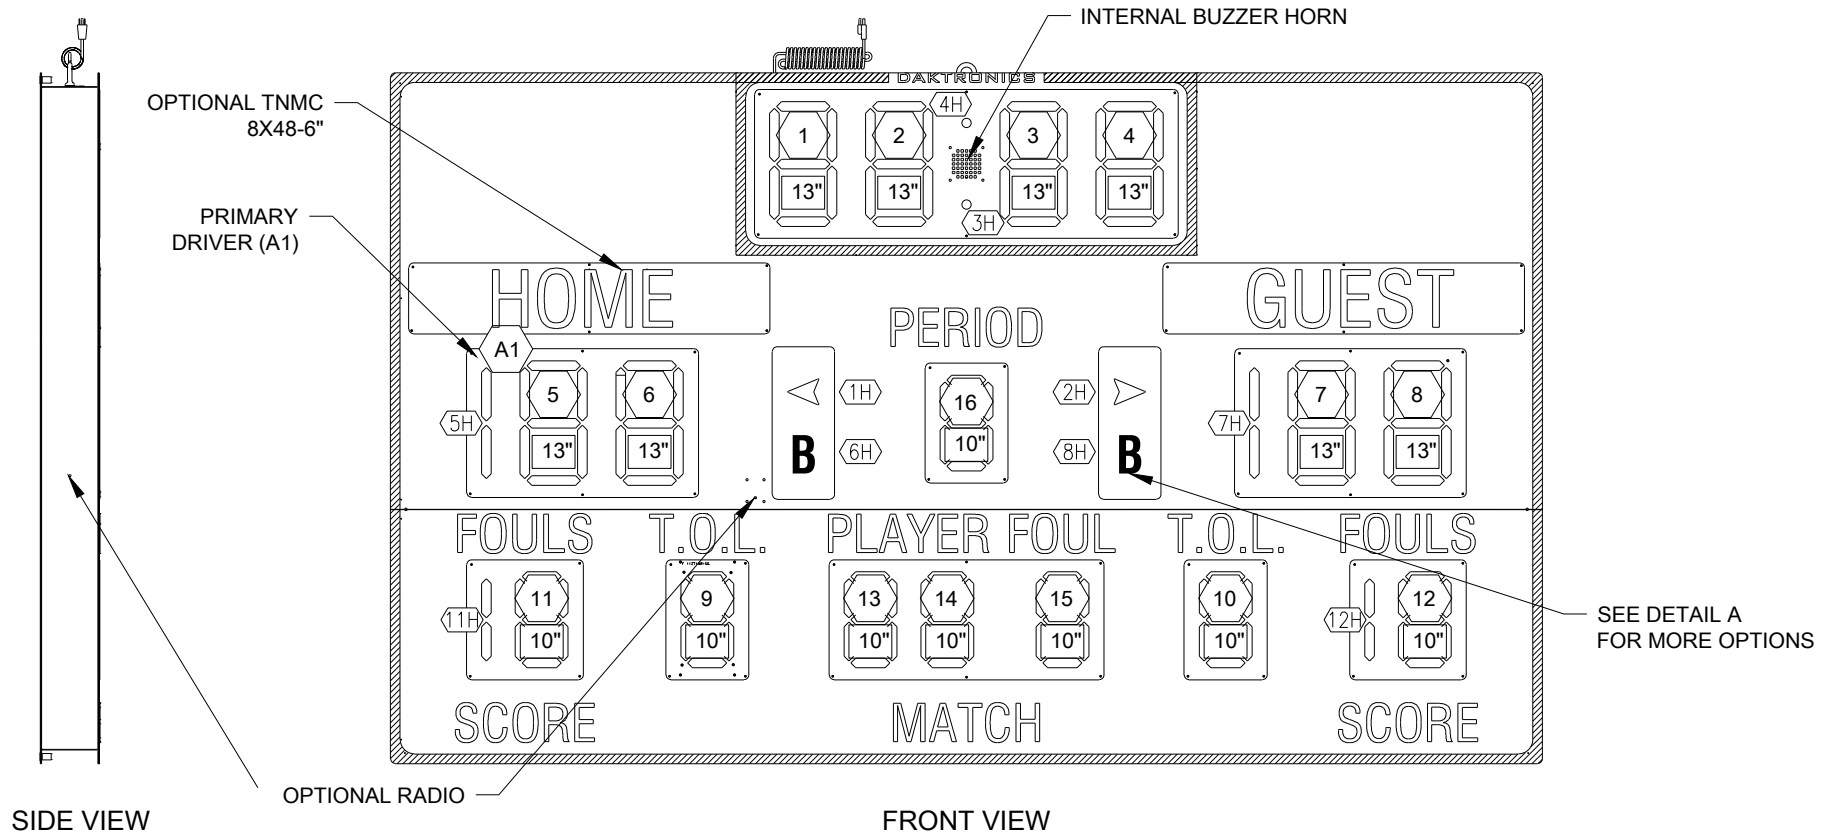 INTERNAL BUZZER HORN
DAKTRONICS
OPTIONAL TNMC
8X48-6"
4H
1 2 3 4
13" 13" 13" 13"
3H
PRIMARY
DRIVER (A1)
HOME GUEST
PERIOD
A1
5 6 1H 16 2H 7 8
5H 7H
13" 13" B 6H 10" 8H B 13" 13"
FOULS T.O.L. PLAYER FOUL T.O.L. FOULS
11 9 13 14 15 10 12
11H 12H
10" 10" 10" 10" 10" 10" 10"
SEE DETAIL A
FOR MORE OPTIONS
SCORE MATCH SCORE
OPTIONAL RADIO
SIDE VIEW FRONT VIEW